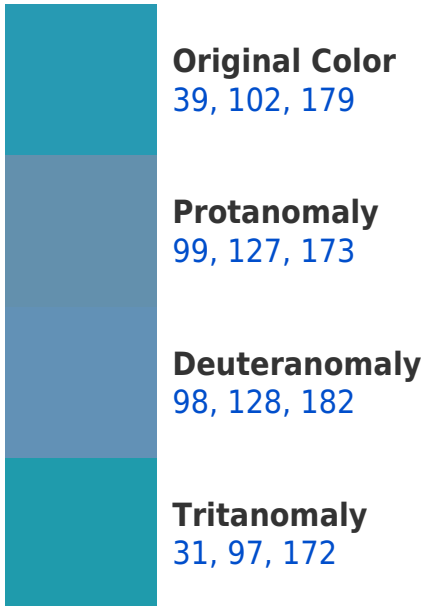 Original Color
39, 102, 179
Protanomaly
99, 127, 173
Deuteranomaly
98, 128, 182
Tritanomaly
31, 97, 172